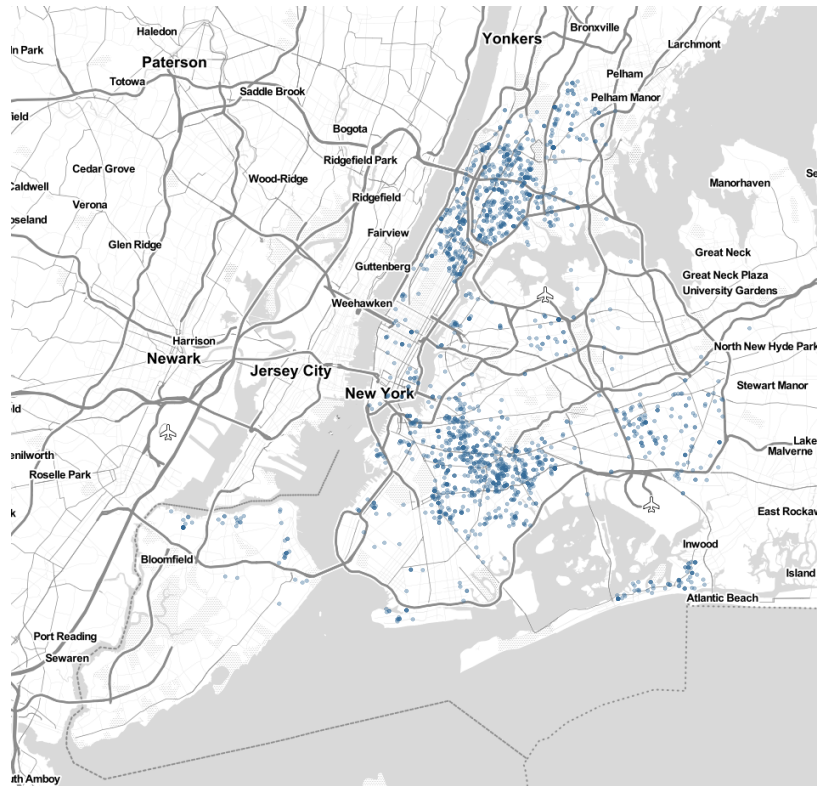 Bronxville
Haledon
Yonkers
Larchmont
ln Park
Paterson
Pelham
Totowa
Saddle Brook
Pelham Manor
field
Bogota
Ridgefield Park
Cedar Grove
Wood-Ridge
Caldwell
Manorhaven
Se
Ridgefield
Verona
oseland
Fairview
Glen Ridge
Great Neck
Guttenberg
Great Neck Plaza
University Gardens
Weehawken
Harrison
North New Hyde Park
Newark
Jersey City
Stewart Manor
New York
ld
Lake
Malverne
enilworth
Roselle Park
k
East Rockaw
Inwood
Bloomfield
Island
Atlantic Beach
Port Reading
Sewaren
uth Amboy